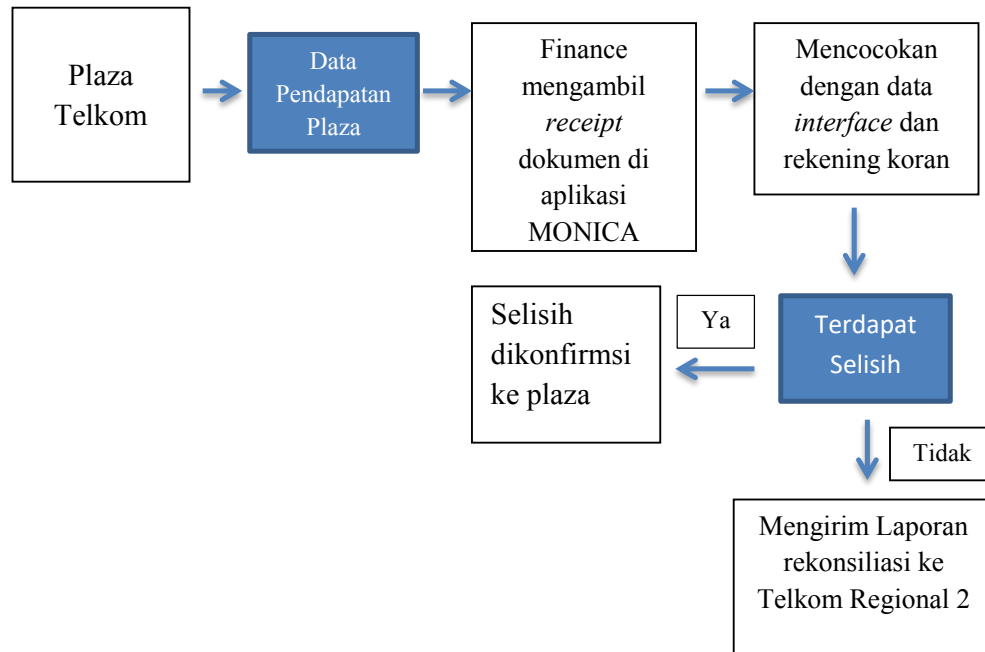 Plaza
Telkom
Data
Pendapatan
Plaza
Finance
mengambil
receipt
dokumen di
aplikasi
MONICA
Mencocokan
dengan data
interface dan
rekening koran
Terdapat
Selisih
Ya
Selisih
dikonfirmsi
ke plaza
Tidak
Mengirim Laporan
rekonsiliasi ke
Telkom Regional 2